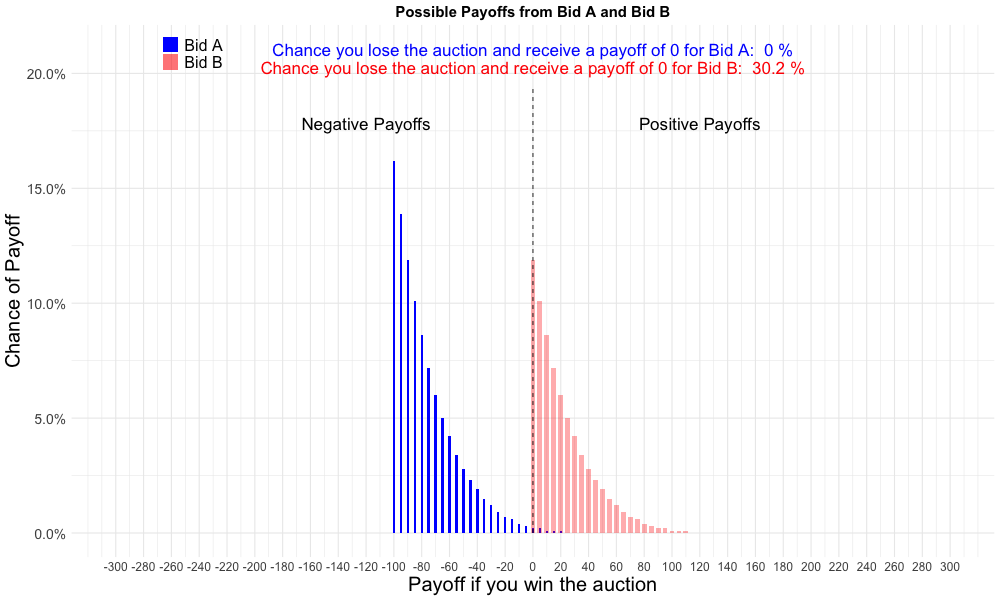 Possible Payoffs from Bid A and Bid B
Bid A
Bid B
Chance you lose the auction and receive a payoff of 0 for Bid A:  0 %
Chance you lose the auction and receive a payoff of 0 for Bid B:  30.2 %
Negative Payoffs
Positive Payoffs
Chance of Payoff
20.0%
15.0%
10.0%
5.0%
0.0%
-300 -280 -260 -240 -220 -200 -180 -160 -140 -120 -100 -80 -60 -40 -20 0 20 40 60 80 100 120 140 160 180 200 220 240 260 280 300
Payoff if you win the auction